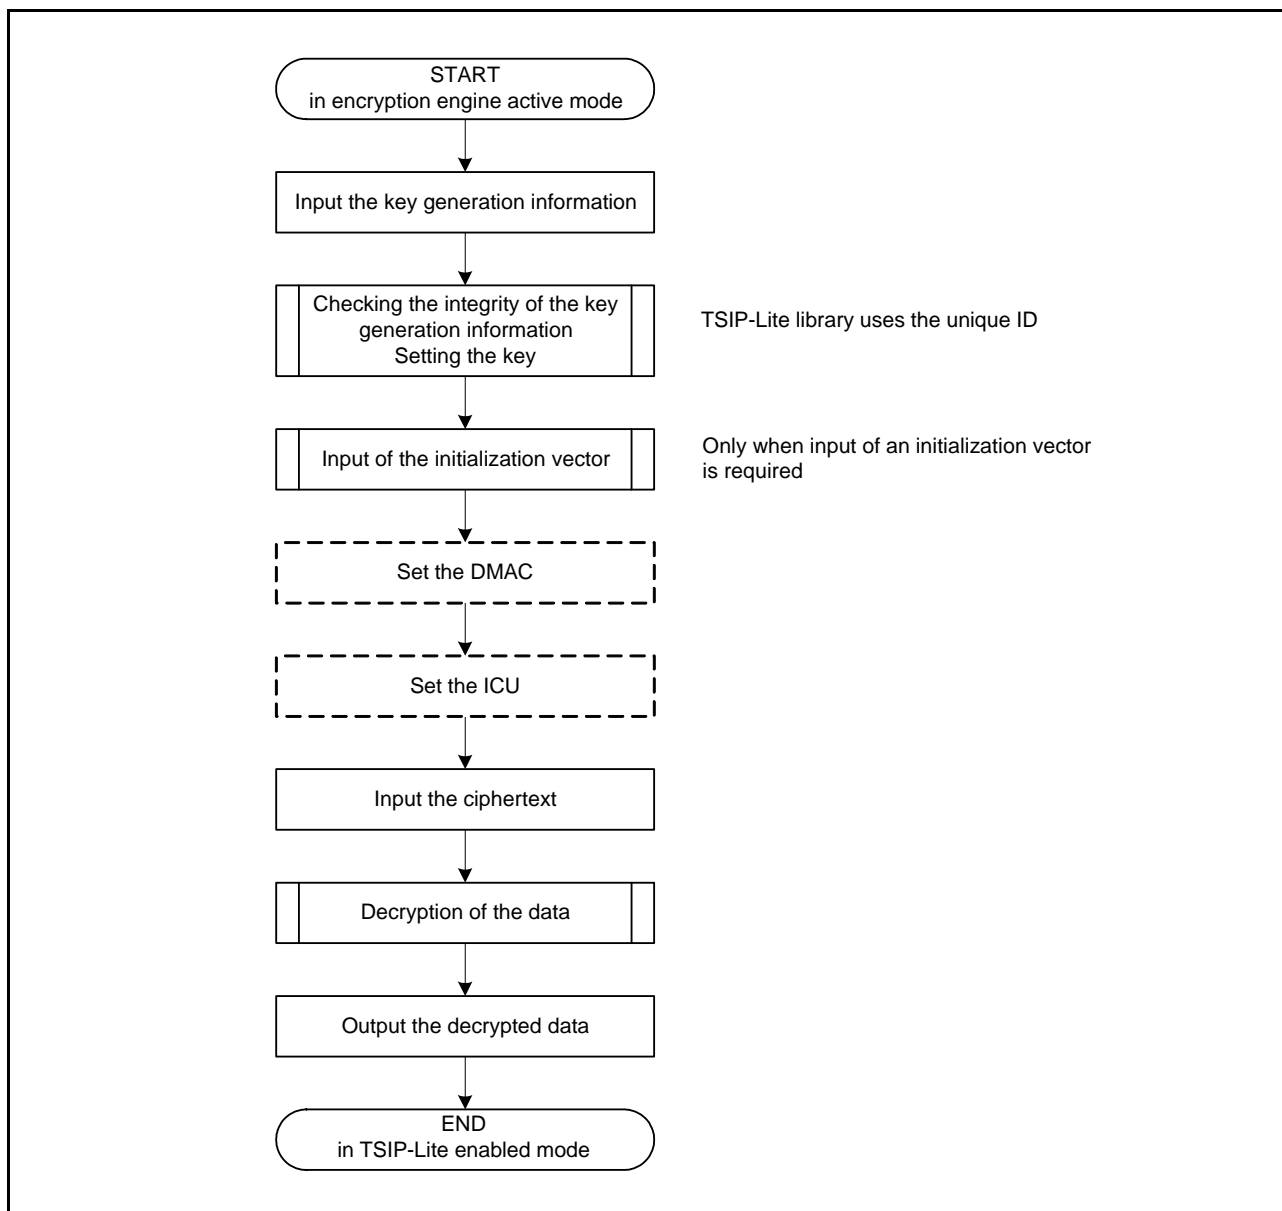 START
in encryption engine active mode
Input the key generation information
Checking the integrity of the key
generation information
Setting the key
TSIP-Lite library uses the unique ID
Input of the initialization vector
Only when input of an initialization vector
is required
Set the DMAC
Set the ICU
Input the ciphertext
Decryption of the data
Output the decrypted data
END
in TSIP-Lite enabled mode